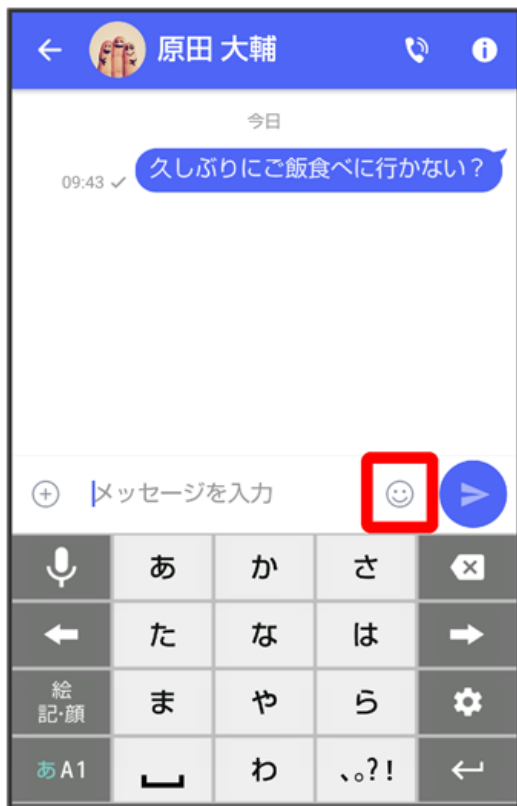 原田 大輔
今日
久しぶりにご飯食べに行かない？
09:43
メッセージを入力
あ か さ
た な は
絵
記・顔 ま や ら
あA1 わ 、。?!